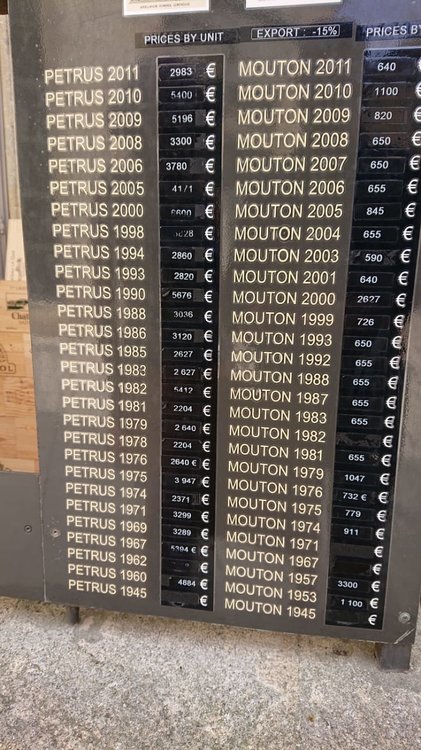 PRICES BY UNIT EXPORT : -15% PRICES BY
PETRUS 2011 2983 € MOUTON 2011 640
PETRUS 2010 5400 € MOUTON 2010 1100 €
PETRUS 2009 5196 € MOUTON 2009 820 €
PETRUS 2008 3300 € MOUTON 2008 650 €
PETRUS 2006 3780 € MOUTON 2007 650 €
PETRUS 2005 € MOUTON 2006 655 €
PETRUS 2000 6600 € MOUTON 2005 845 €
PETRUS 1998 € MOUTON 2004 655 €
PETRUS 1994 2860 € MOUTON 2003 590 €
PETRUS 1993 2820 € MOUTON 2001 640 €
PETRUS 1990 5676 € MOUTON 2000 2627 €
PETRUS 1988 3036 € MOUTON 1999 726 €
PETRUS 1986 3120 € MOUTON 1993 650 €
PETRUS 1985 2627 € MOUTON 1992 655 €
PETRUS 1983 2 627 € MOUTON 1988 655 €
PETRUS 1982 5412 € MOUTON 1987 655 €
PETRUS 1981 2204 € MOUTON 1983 655 €
PETRUS 1979 2 640 € MOUTON 1982 €
PETRUS 1978 2204 € MOUTON 1981 655 €
PETRUS 1976 2640 € € MOUTON 1979 1047 €
PETRUS 1975 3 947 € MOUTON 1976 732 € €
PETRUS 1974 2371 € MOUTON 1975 779 €
PETRUS 1971 3299 € MOUTON 1974 911 €
PETRUS 1969 3289 € MOUTON 1971 €
PETRUS 1967 5394 € € MOUTON 1967 €
PETRUS 1962 € MOUTON 1957 3300 €
PETRUS 1960 4884 € MOUTON 1953 1 100 €
PETRUS 1945 € MOUTON 1945 €